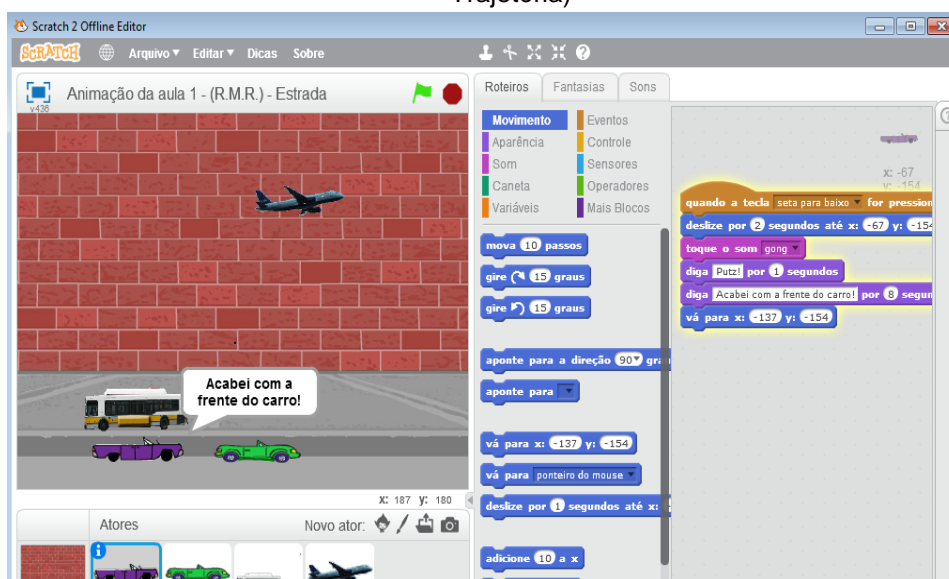 Trajetória)
Scratch 2 Offline Editor
SCRATCH Arquivo Editar Dicas Sobre
v436
Animação da aula 1 - (R.M.R.) - Estrada
Acabei com a
frente do carro!
x: 187 y: 180
Atores
Novo ator:
Roteiros Fantasias Sons
Movimento Eventos
Aparência Controle
Som Sensores
Caneta Operadores
Variáveis Mais Blocos
mova 10 passos
gire 15 graus
gire 15 graus
aponte para a direção 90 gra
aponte para
vá para x: -137 y: -154
vá para ponteiro do mouse
deslize por 1 segundos até x:
adicione 10 a x
x: -67
y: -154
quando a tecla seta para baixo for pression
deslize por 2 segundos até x: -67 y: -154
toque o som gong
diga Putz! por 1 segundos
diga Acabei com a frente do carro! por 8 segun
vá para x: -137 y: -154